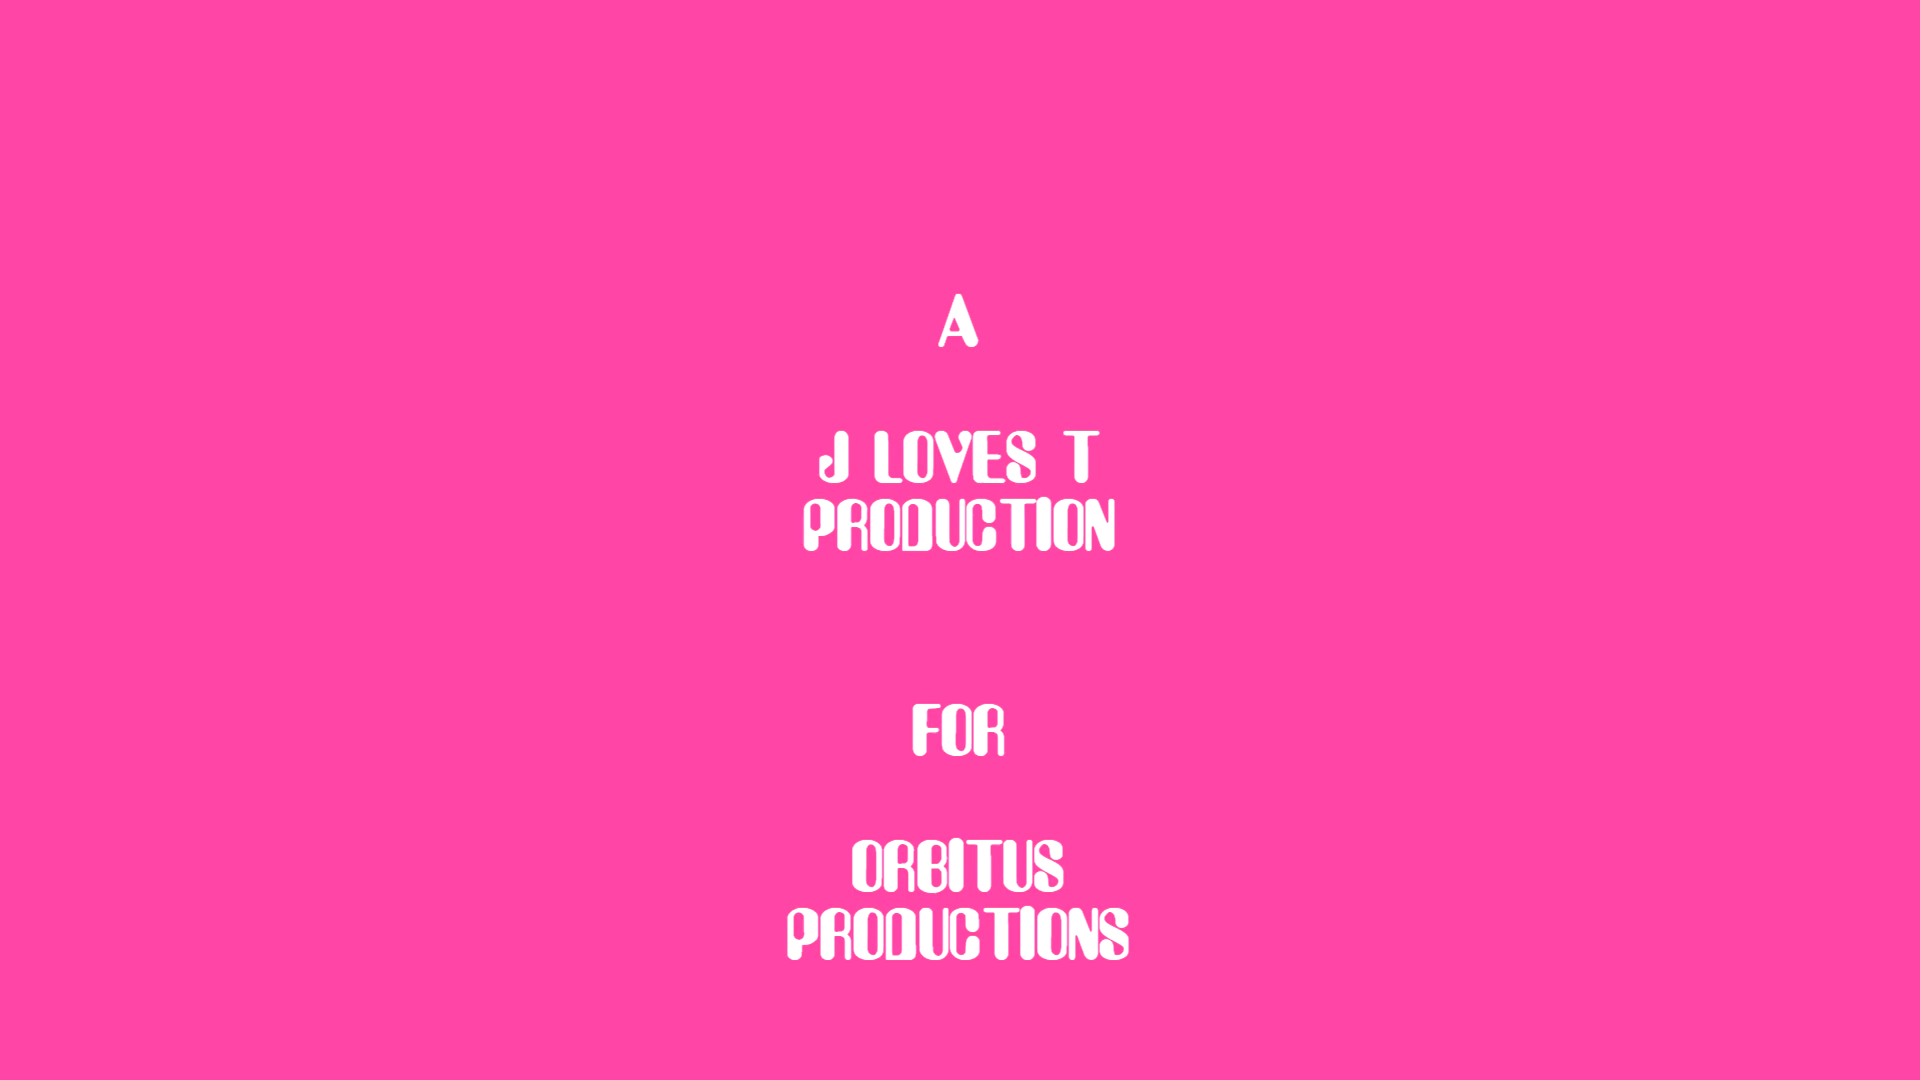 A
J LOVES T
PRODUCTION
FOR
ORBITUS
PRODUCTIONS